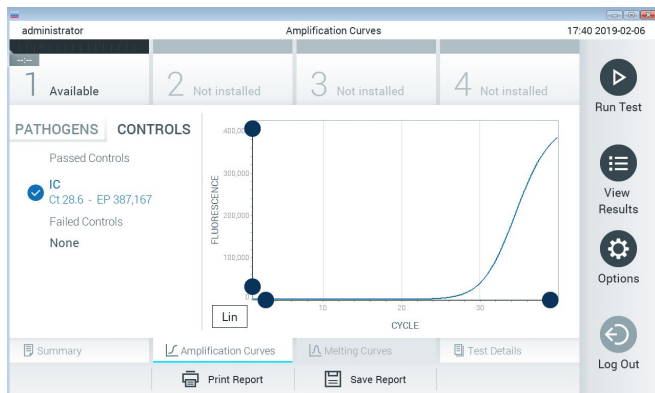 administrator
Amplification Curves
17:40 2019-02-06
--:--
1 Available
2 Not installed
3 Not installed
4 Not installed
Run Test
PATHOGENS CONTROLS
Passed Controls
IC
Ct 28.6 - EP 387,167
Failed Controls
None
FLUORESCENCE
300,000
200,000
100,000
0
Lin
10
20
30
CYCLE
View
Results
Options
Log Out
Summary
Amplification Curves
Melting Curves
Test Details
Print Report
Save Report